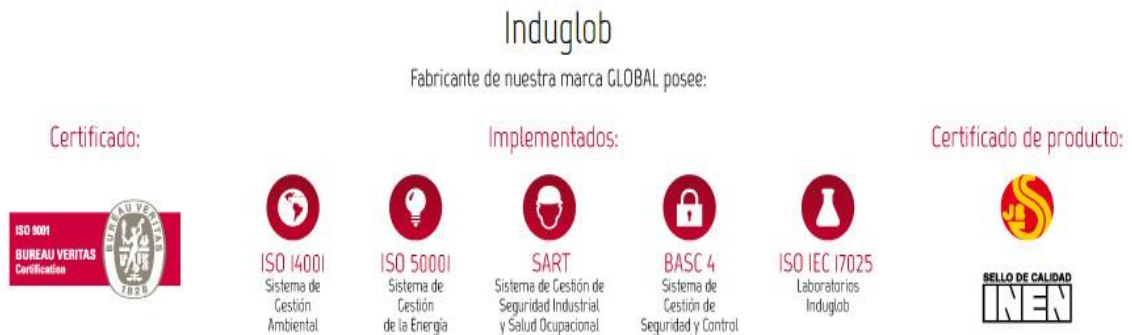 Induglob
Fabricante de nuestra marca GLOBAL posee:
Certificado:
ISO 9001
BUREAU VERITAS
Certification
BUREAU VERITAS
1828
Implementados:
ISO 14001
Sistema de
Gestión
Ambiental
ISO 50001
Sistema de
Gestión
de la Energía
SART
Sistema de Gestión de
Seguridad Industrial
y Salud Ocupacional
BASC 4
Sistema de
Gestión de
Seguridad y Control
ISO IEC 17025
Laboratorios
Induglob
Certificado de producto:
SELLO DE CALIDAD
INEN